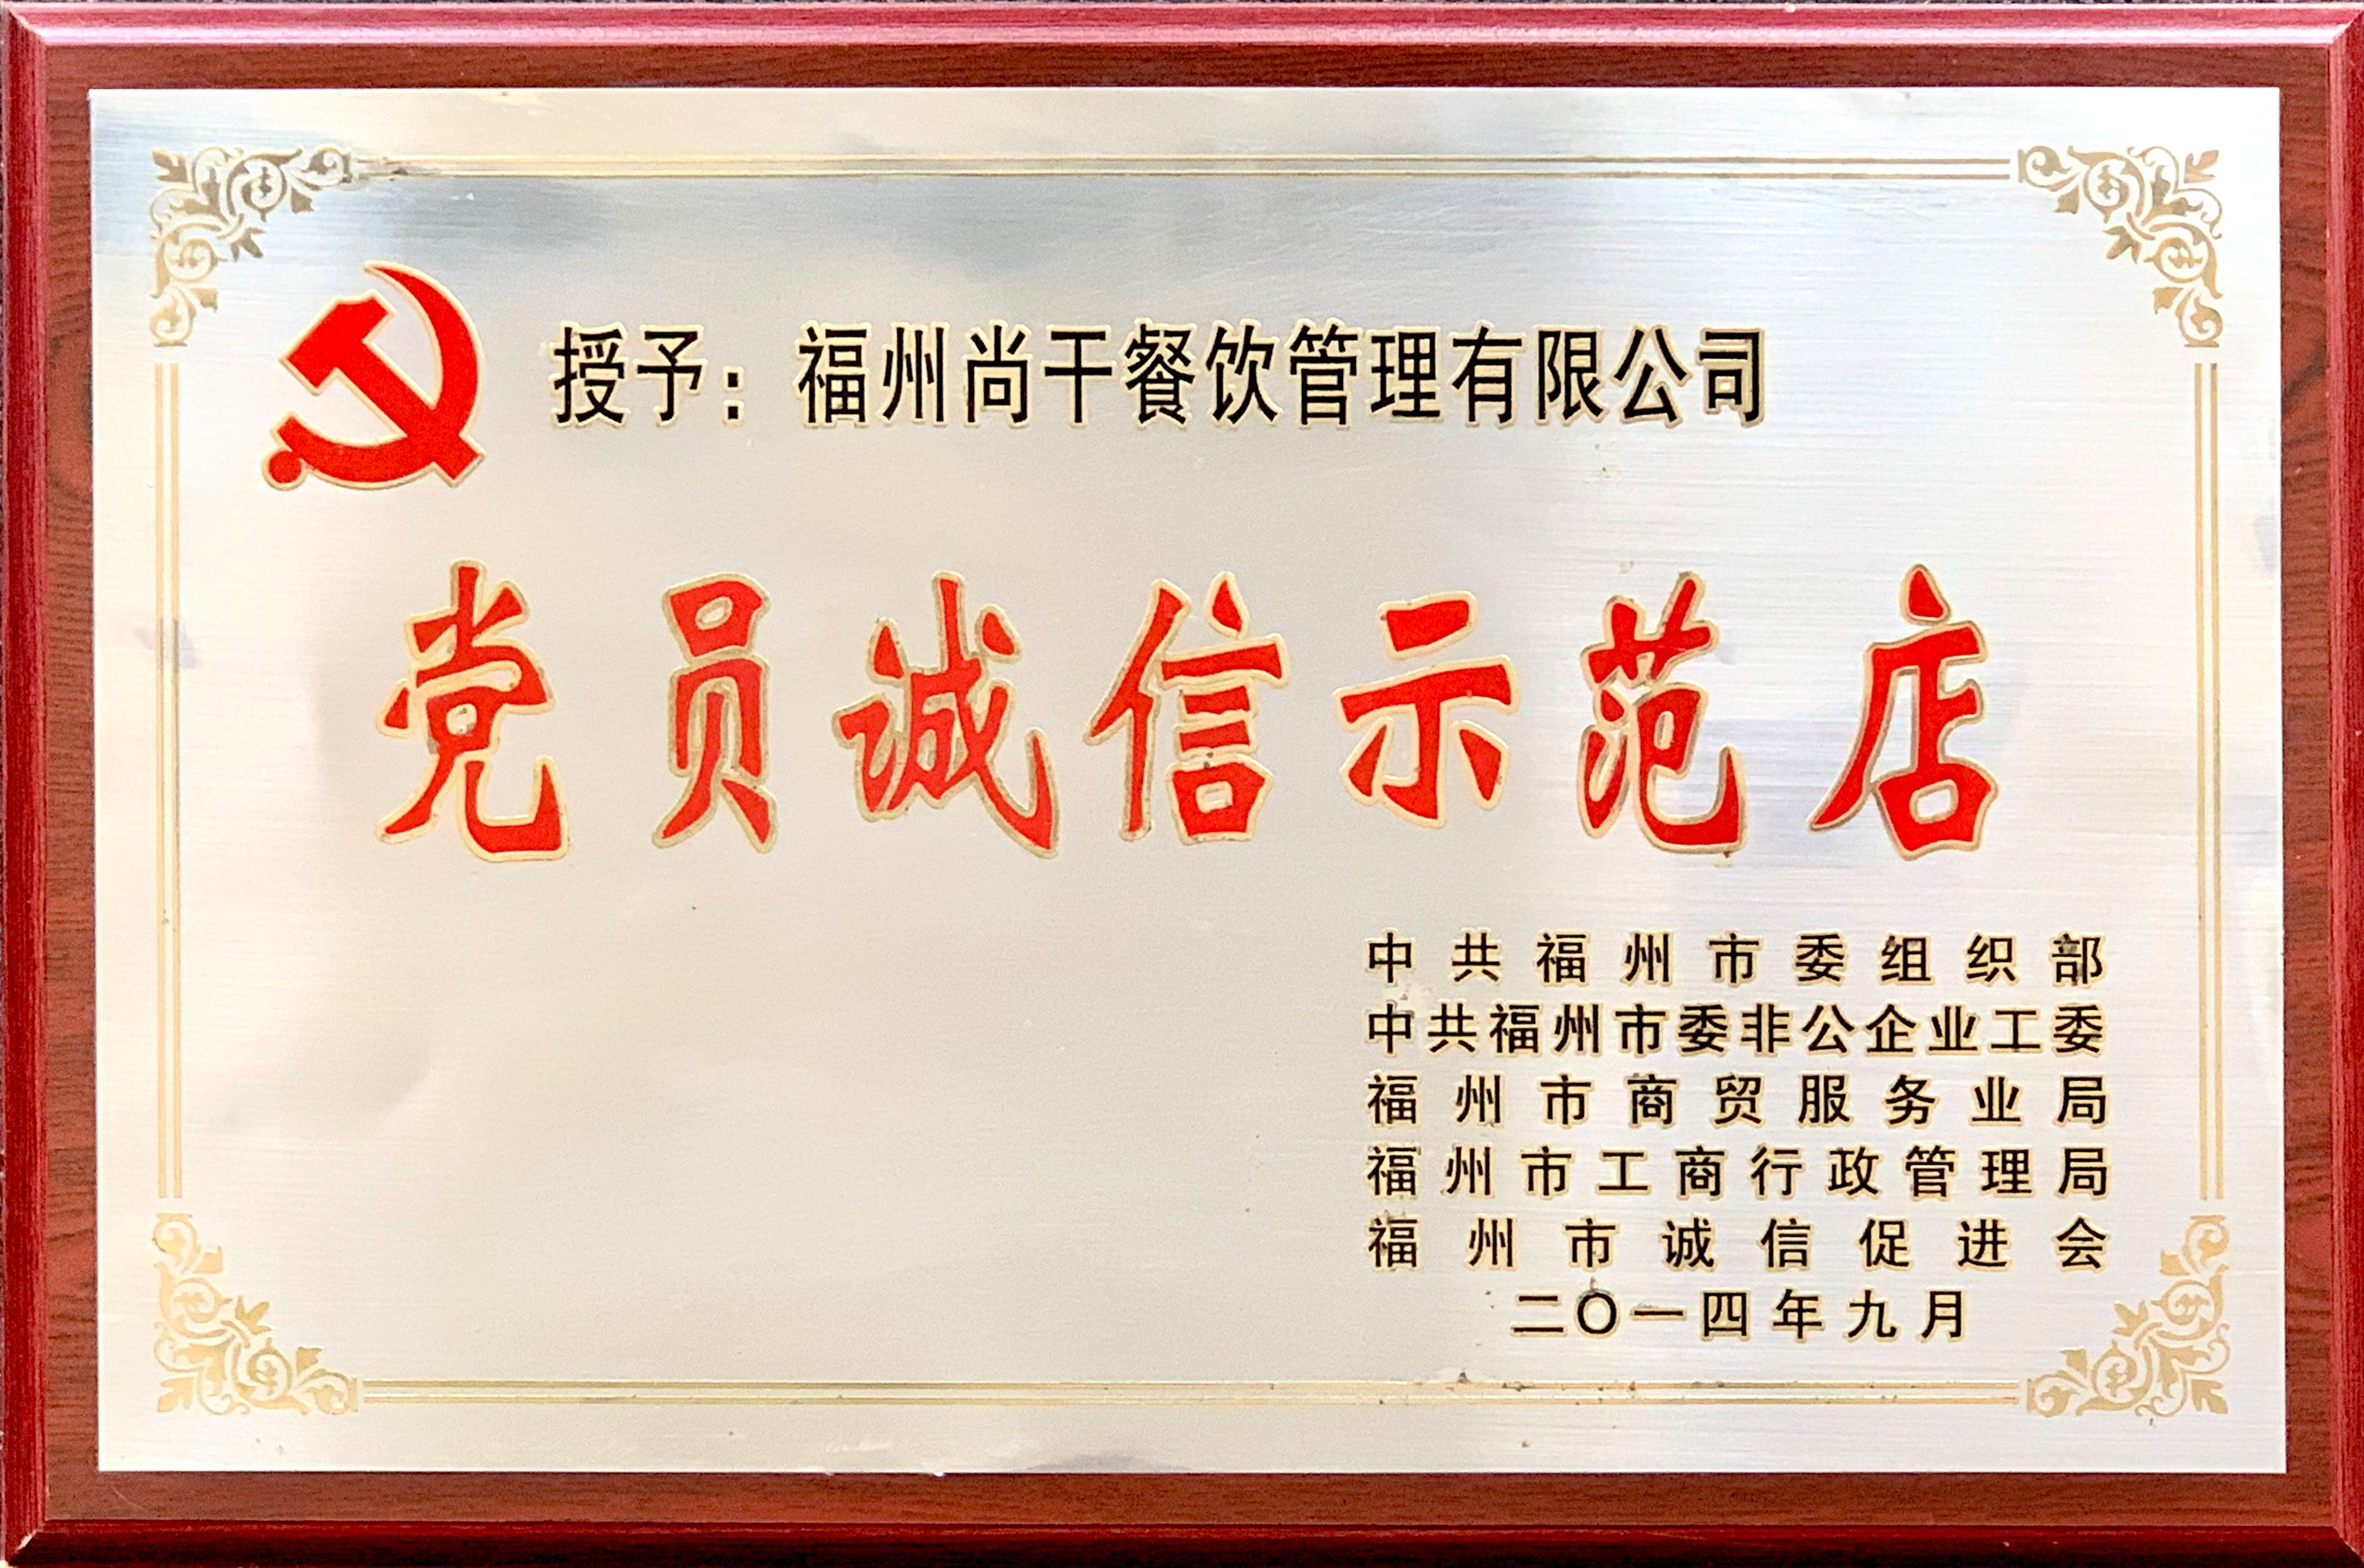 授予：福州尚干餐饮管理有限公司
党员诚信示范店
中共福州市委组织部
中共福州市委非公企业工委
福州市商贸服务业局
福州市工商行政管理局
福州市诚信促进会
二〇一四年九月